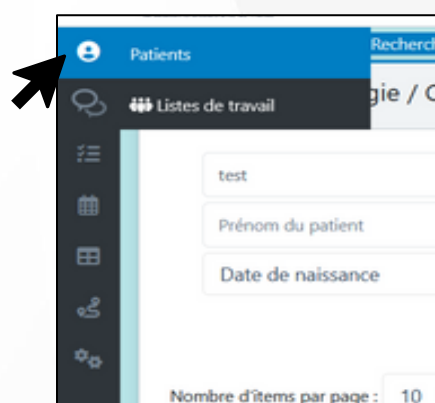 Patients
Recherch
Listes de travail
gie / C
test
Prénom du patient
Date de naissance
Nombre d'items par page : 10